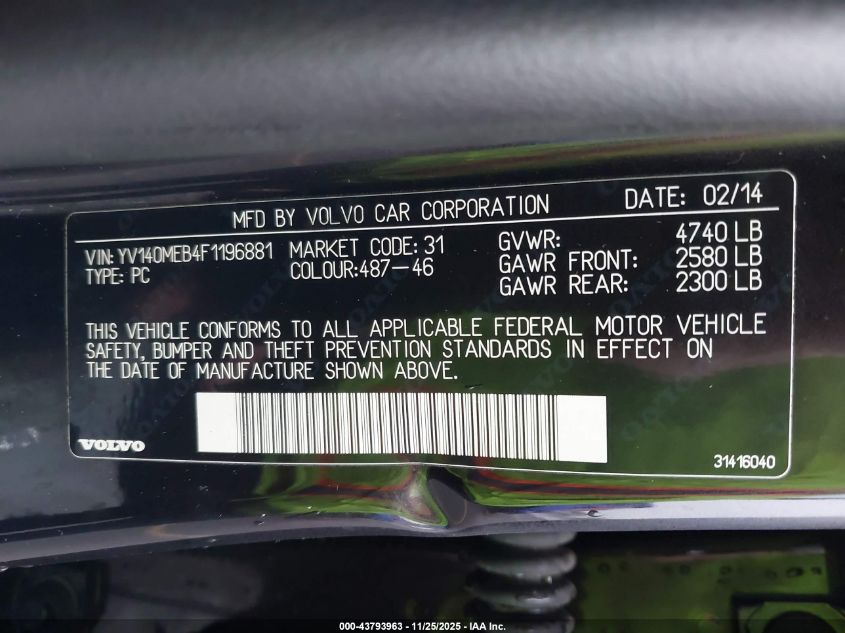 MFD BY VOLVO CAR CORPORATION DATE: 02/14
VIN: YV140MEB4F1196881 MARKET CODE: 31 GVWR: 4740 LB
TYPE: PC COLOUR:487-46 GAWR FRONT: 2580 LB
GAWR REAR: 2300 LB
THIS VEHICLE CONFORMS TO ALL APPLICABLE FEDERAL MOTOR VEHICLE
SAFETY, BUMPER AND THEFT PREVENTION STANDARDS IN EFFECT ON
THE DATE OF MANUFACTURE SHOWN ABOVE.
VOLVO
31416040
000-43793963 - 11/25/2025 - IAA Inc.